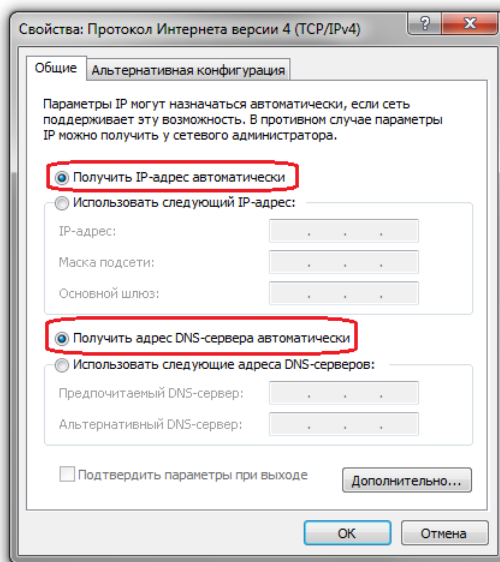 Свойства: Протокол Интернета версии 4 (TCP/IPv4)
Общие
Альтернативная конфигурация
Параметры IP могут назначаться автоматически, если сеть
поддерживает эту возможность. В противном случае параметры
IP можно получить у сетевого администратора.
Получить IP-адрес автоматически
Использовать следующий IP-адрес:
IP-адрес:
Маска подсети:
Основной шлюз:
Получить адрес DNS-сервера автоматически
Использовать следующие адреса DNS-серверов:
Предпочитаемый DNS-сервер:
Альтернативный DNS-сервер:
Подтвердить параметры при выходе
Дополнительно...
ОК
Отмена